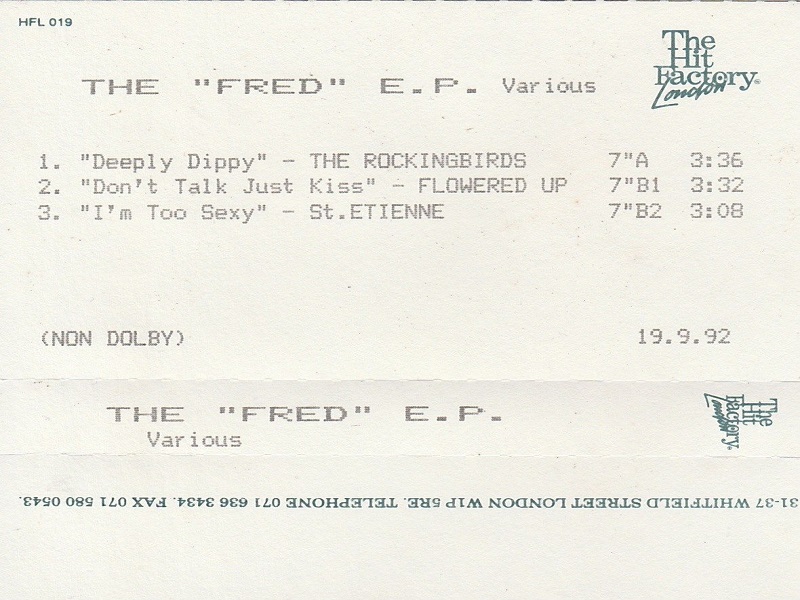 HFL 019
The
Hit
Factory®
London
THE "FRED" E.P. Various
1. "Deeply Dippy" - THE ROCKINGBIRDS 7"A 3:36
2. "Don't Talk Just Kiss" - FLOWERED UP 7"B1 3:32
3. "I'm Too Sexy" - St.ETIENNE 7"B2 3:08
(NON DOLBY) 19.9.92
THE "FRED" E.P.
Various
The
Hit
Factory®
London
31-37 WHITFIELD STREET LONDON W1P 5RE. TELEPHONE 071 636 3434. FAX 071 580 0543.